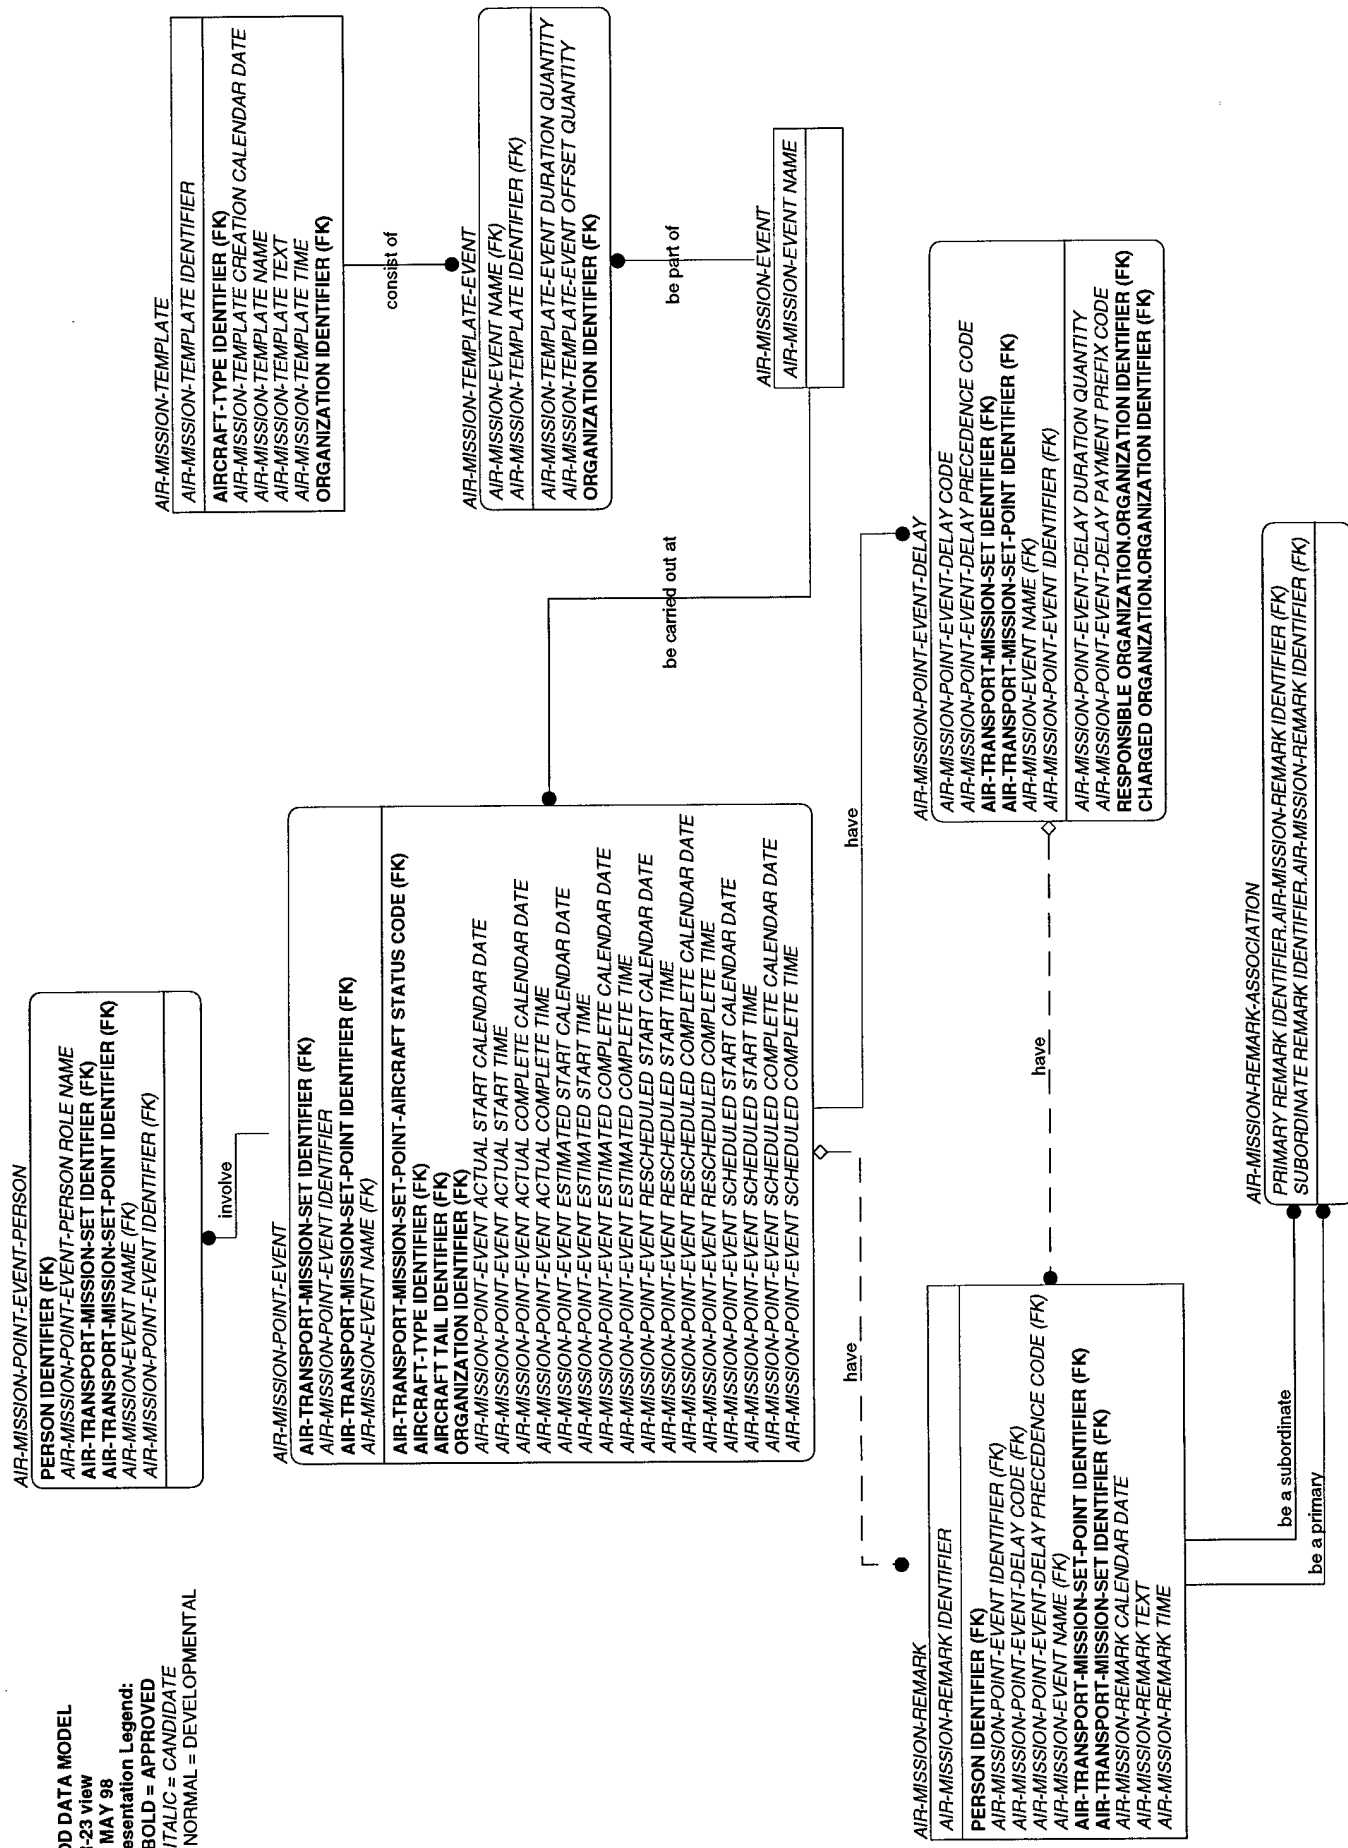 OD DATA MODEL
-23 view
MAY 98
esentation Legend:
BOLD = APPROVED
ITALIC = CANDIDATE
NORMAL = DEVELOPMENTAL
AIR-MISSION-POINT-EVENT-PERSON
PERSON IDENTIFIER (FK)
AIR-MISSION-POINT-EVENT-PERSON ROLE NAME
AIR-TRANSPORT-MISSION-SET IDENTIFIER (FK)
AIR-TRANSPORT-MISSION-SET-POINT IDENTIFIER (FK)
AIR-MISSION-EVENT NAME (FK)
AIR-MISSION-POINT-EVENT IDENTIFIER (FK)
involve
AIR-MISSION-POINT-EVENT
AIR-TRANSPORT-MISSION-SET IDENTIFIER (FK)
AIR-MISSION-POINT-EVENT IDENTIFIER
AIR-TRANSPORT-MISSION-SET-POINT IDENTIFIER (FK)
AIR-MISSION-EVENT NAME (FK)
AIR-TRANSPORT-MISSION-SET-POINT-AIRCRAFT STATUS CODE (FK)
AIRCRAFT-TYPE IDENTIFIER (FK)
AIRCRAFT TAIL IDENTIFIER (FK)
ORGANIZATION IDENTIFIER (FK)
AIR-MISSION-POINT-EVENT ACTUAL START CALENDAR DATE
AIR-MISSION-POINT-EVENT ACTUAL START TIME
AIR-MISSION-POINT-EVENT ACTUAL COMPLETE CALENDAR DATE
AIR-MISSION-POINT-EVENT ACTUAL COMPLETE TIME
AIR-MISSION-POINT-EVENT ESTIMATED START CALENDAR DATE
AIR-MISSION-POINT-EVENT ESTIMATED START TIME
AIR-MISSION-POINT-EVENT ESTIMATED COMPLETE CALENDAR DATE
AIR-MISSION-POINT-EVENT ESTIMATED COMPLETE TIME
AIR-MISSION-POINT-EVENT RESCHEDULED START CALENDAR DATE
AIR-MISSION-POINT-EVENT RESCHEDULED START TIME
AIR-MISSION-POINT-EVENT RESCHEDULED COMPLETE CALENDAR DATE
AIR-MISSION-POINT-EVENT RESCHEDULED COMPLETE TIME
AIR-MISSION-POINT-EVENT SCHEDULED START CALENDAR DATE
AIR-MISSION-POINT-EVENT SCHEDULED START TIME
AIR-MISSION-POINT-EVENT SCHEDULED COMPLETE CALENDAR DATE
AIR-MISSION-POINT-EVENT SCHEDULED COMPLETE TIME
have
have
AIR-MISSION-REMARK
AIR-MISSION-REMARK IDENTIFIER
PERSON IDENTIFIER (FK)
AIR-MISSION-POINT-EVENT IDENTIFIER (FK)
AIR-MISSION-POINT-EVENT-DELAY CODE (FK)
AIR-MISSION-POINT-EVENT-DELAY PRECEDENCE CODE (FK)
AIR-MISSION-EVENT NAME (FK)
AIR-TRANSPORT-MISSION-SET-POINT IDENTIFIER (FK)
AIR-TRANSPORT-MISSION-SET IDENTIFIER (FK)
AIR-MISSION-REMARK CALENDAR DATE
AIR-MISSION-REMARK TEXT
AIR-MISSION-REMARK TIME
be a subordinate
be a primary
AIR-MISSION-TEMPLATE
AIR-MISSION-TEMPLATE IDENTIFIER
AIRCRAFT-TYPE IDENTIFIER (FK)
AIR-MISSION-TEMPLATE CREATION CALENDAR DATE
AIR-MISSION-TEMPLATE NAME
AIR-MISSION-TEMPLATE TEXT
AIR-MISSION-TEMPLATE TIME
ORGANIZATION IDENTIFIER (FK)
consist of
AIR-MISSION-TEMPLATE-EVENT
AIR-MISSION-EVENT NAME (FK)
AIR-MISSION-TEMPLATE IDENTIFIER (FK)
AIR-MISSION-TEMPLATE-EVENT DURATION QUANTITY
AIR-MISSION-TEMPLATE-EVENT OFFSET QUANTITY
ORGANIZATION IDENTIFIER (FK)
be part of
be carried out at
AIR-MISSION-EVENT
AIR-MISSION-EVENT NAME
AIR-MISSION-POINT-EVENT-DELAY
AIR-MISSION-POINT-EVENT-DELAY CODE
AIR-MISSION-POINT-EVENT-DELAY PRECEDENCE CODE
AIR-TRANSPORT-MISSION-SET IDENTIFIER (FK)
AIR-TRANSPORT-MISSION-SET-POINT IDENTIFIER (FK)
AIR-MISSION-EVENT NAME (FK)
AIR-MISSION-POINT-EVENT IDENTIFIER (FK)
AIR-MISSION-POINT-EVENT-DELAY DURATION QUANTITY
AIR-MISSION-POINT-EVENT-DELAY PAYMENT PREFIX CODE
RESPONSIBLE ORGANIZATION.ORGANIZATION IDENTIFIER (FK)
CHARGED ORGANIZATION.ORGANIZATION IDENTIFIER (FK)
have
AIR-MISSION-REMARK-ASSOCIATION
PRIMARY REMARK IDENTIFIER.AIR-MISSION-REMARK IDENTIFIER (FK)
SUBORDINATE REMARK IDENTIFIER.AIR-MISSION-REMARK IDENTIFIER (FK)